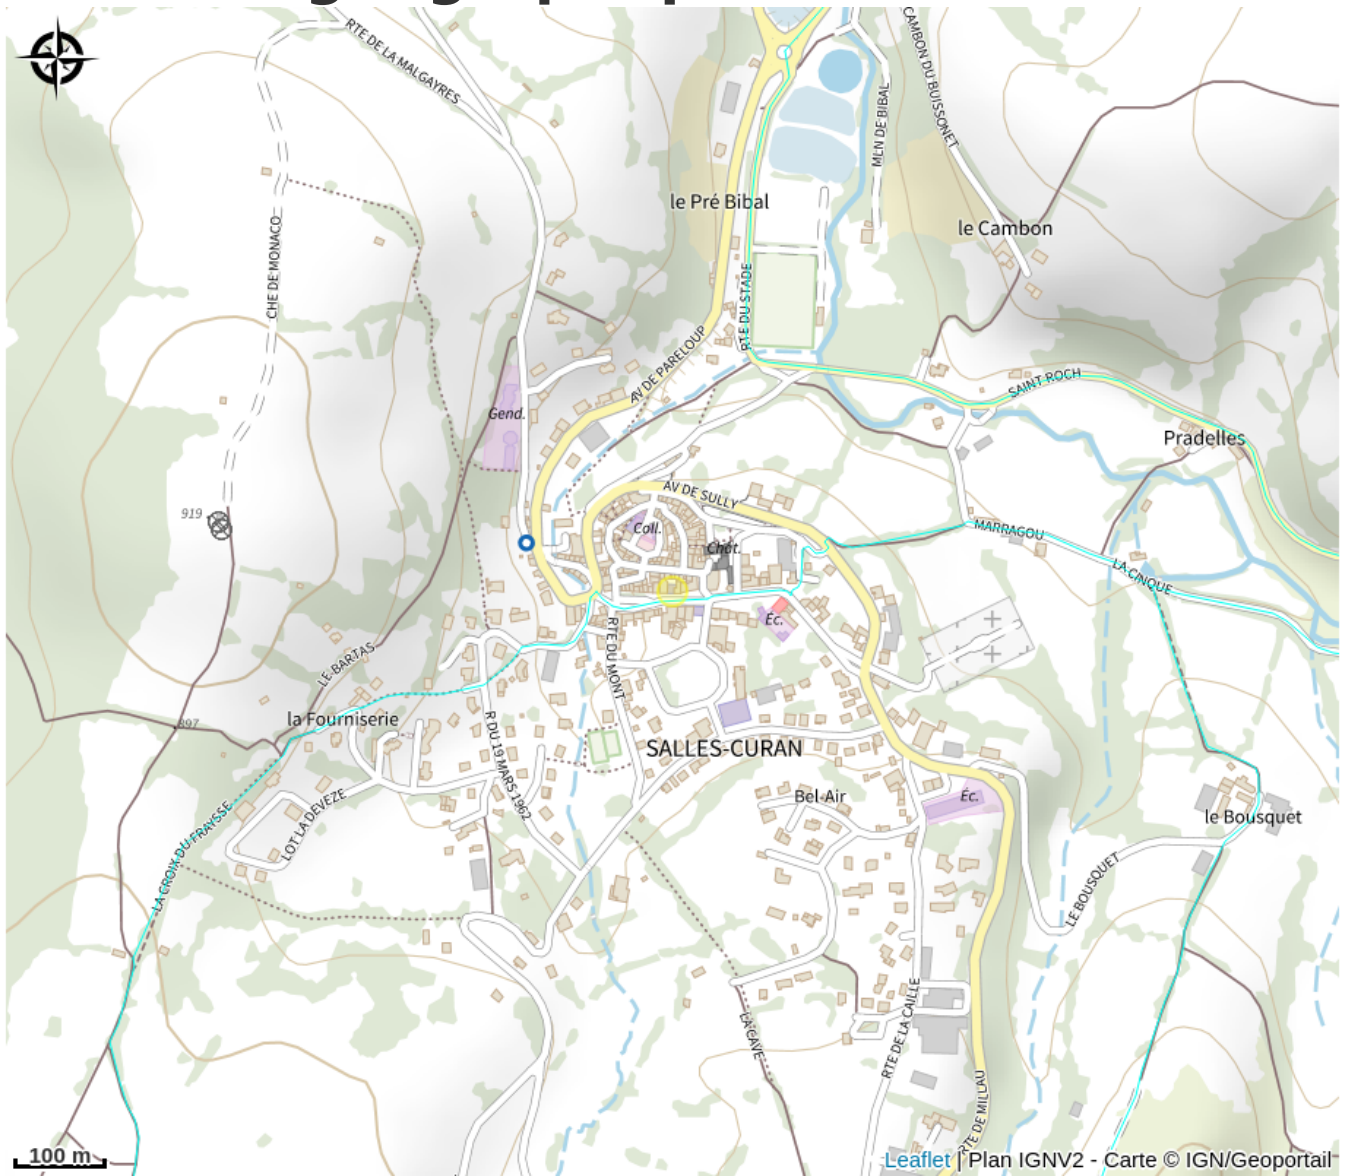 RTE DE LA MALGAYRES
CAMBON DU BUISSONET
MLN DE BIBAL
le Pré Bibal
le Cambon
CHE DE MONACO
RTE DU STADE
AV DE PARELOUP
SAINT ROCH
Gend.
Pradelles
AV DE SULLY
919
Coll.
Chât.
MARRAGOU
LA CINQUE
Éc.
RTE DU MONT
LE BARTAS
897
la Fourniserie
R DU 19 MARS 1962
SALLES-CURAN
Bel-Air
Éc.
le Bousquet
LOT LA DEVEZE
LA CROIX DU FRAYSSE
LE BOUSQUET
LA CAVE
RTE DE LA CAILLE
RTE DE MILLAU
100 m
Leaflet | Plan IGNV2 - Carte © IGN/Geoportail